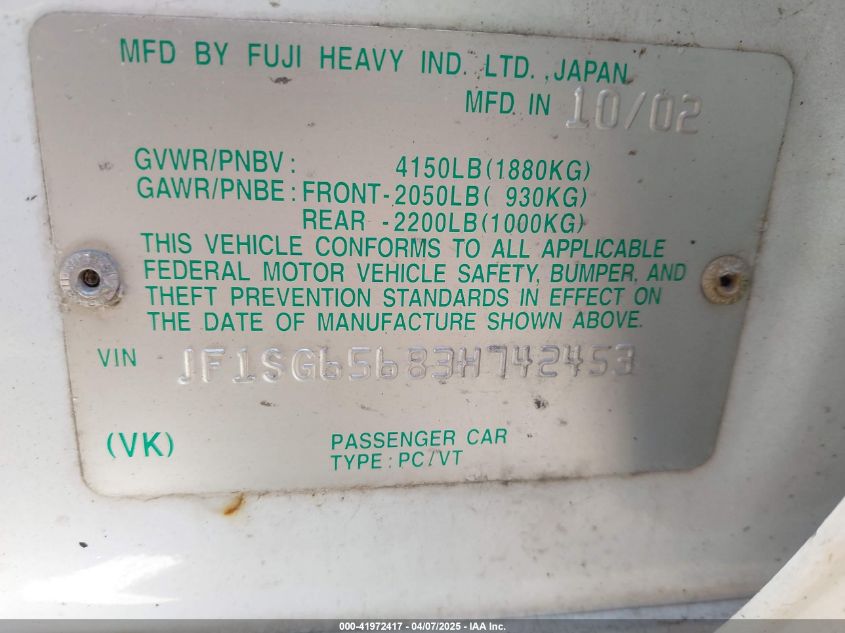 MFD BY FUJI HEAVY IND. LTD., JAPAN
MFD. IN 10/02
GVWR/PNBV: 4150LB(1880KG)
GAWR/PNBE: FRONT-2050LB( 930KG)
REAR -2200LB(1000KG)
THIS VEHICLE CONFORMS TO ALL APPLICABLE
FEDERAL MOTOR VEHICLE SAFETY, BUMPER, AND
THEFT PREVENTION STANDARDS IN EFFECT ON
THE DATE OF MANUFACTURE SHOWN ABOVE.
VIN JF1SG65683H742453
(VK)
PASSENGER CAR
TYPE: PC/VT
000-41972417 - 04/07/2025 - IAA Inc.